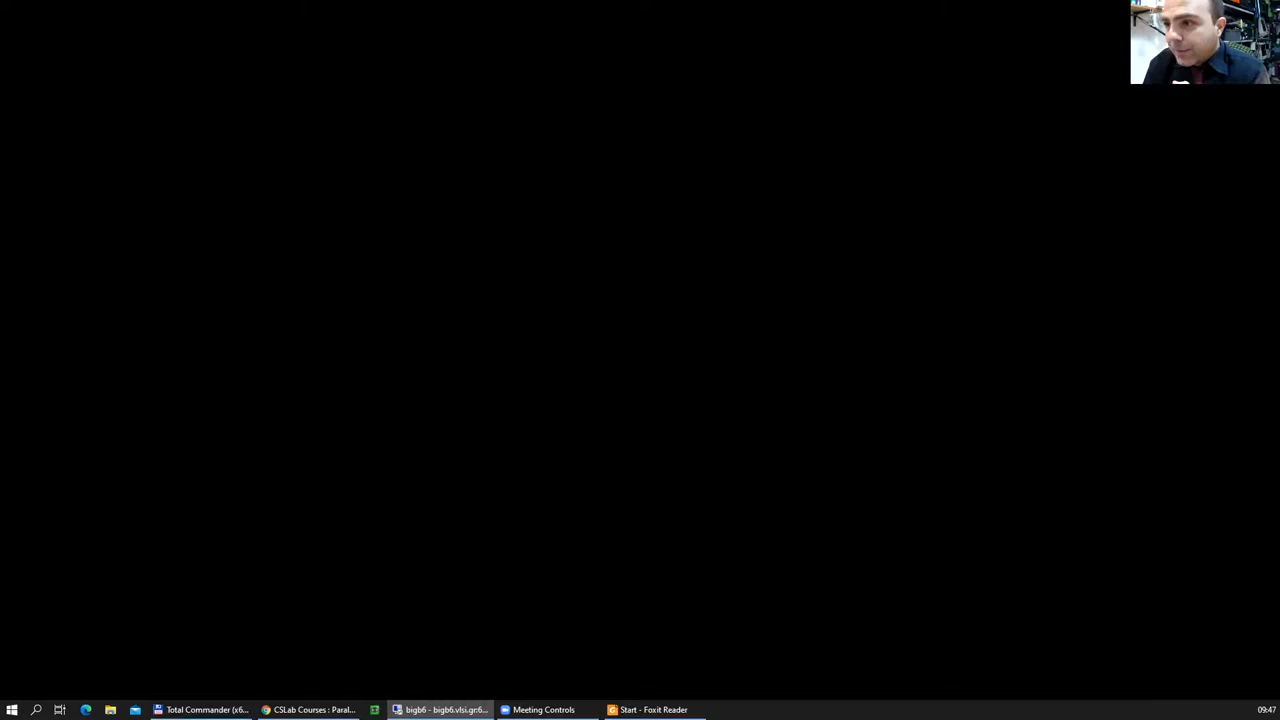 Total Commander (x6...
CSLab Courses : Paral...
bigb6 - bigb6.vlsi.gr:6...
Meeting Controls
Start - Foxit Reader
09:47